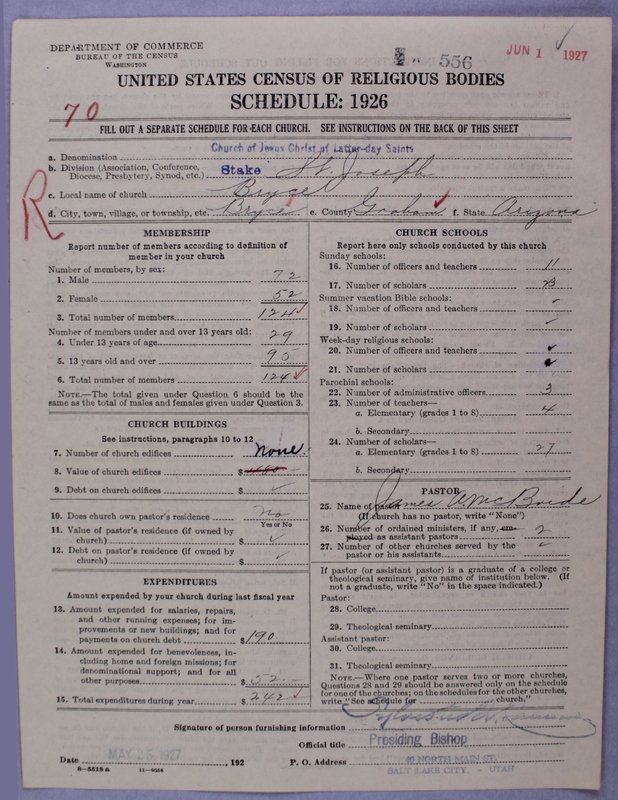 DEPARTMENT OF COMMERCE
BUREAU OF THE CENSUS
WASHINGTON
556
JUN 1 1927
UNITED STATES CENSUS OF RELIGIOUS BODIES
SCHEDULE: 1926
70
FILL OUT A SEPARATE SCHEDULE FOR EACH CHURCH. SEE INSTRUCTIONS ON THE BACK OF THIS SHEET
R
a. Denomination Church of Jesus Christ of Latter-day Saints
b. Division (Association, Conference, Diocese, Presbytery, Synod, etc.) Stake St. Joseph
c. Local name of church Bryce
d. City, town, village, or township, etc. Bryce e. County Graham f. State Arizona
MEMBERSHIP
Report number of members according to definition of
member in your church
Number of members, by sex:
1. Male 72
2. Female 52
3. Total number of members 124
Number of members under and over 13 years old:
4. Under 13 years of age 29
5. 13 years old and over 95
6. Total number of members 124
NOTE.—The total given under Question 6 should be
same as the total of males and females given under Question 3.
CHURCH BUILDINGS
See instructions, paragraphs 10 to 12
7. Number of church edifices None.
8. Value of church edifices $
9. Debt on church edifices $ ✓
10. Does church own pastor's residence No
Yes or No
11. Value of pastor's residence (if owned by
church) $ ✓
12. Debt on pastor's residence (if owned by
church) $ ✓
EXPENDITURES
Amount expended by your church during last fiscal year
13. Amount expended for salaries, repairs,
and other running expenses; for im-
provements or new buildings; and for
payments on church debt $190.
14. Amount expended for benevolences, in-
cluding home and foreign missions; for
denominational support; and for all
other purposes $52
15. Total expenditures during year $242
CHURCH SCHOOLS
Report here only schools conducted by this church
Sunday schools:
16. Number of officers and teachers 11
17. Number of scholars
Summer vacation Bible schools:
18. Number of officers and teachers
19. Number of scholars
Week-day religious schools:
20. Number of officers and teachers
21. Number of scholars
Parochial schools:
22. Number of administrative officers 3
23. Number of teachers—
a. Elementary (grades 1 to 8) 4
b. Secondary
24. Number of scholars—
a. Elementary (grades 1 to 8) 27
b. Secondary
PASTOR
25. Name of pastor James A McBride
(If church has no pastor, write "None")
26. Number of ordained ministers, if any, em-
ployed as assistant pastors 2
27. Number of other churches served by the
pastor or his assistants
If pastor (or assistant pastor) is a graduate of a college or
theological seminary, give name of institution below. (If
not a graduate, write "No" in the space indicated.)
Pastor:
28. College
29. Theological seminary
Assistant pastor:
30. College
31. Theological seminary
NOTE.—Where one pastor serves two or more churches,
Questions 28 and 29 should be answered only on the schedule
for one of the churches; on the schedules for the other churches,
write "See schedule for church."
Signature of person furnishing information
Official title Presiding Bishop
Date MAY 25 1927, 192 P. O. Address 40 NORTH MAIN ST.
SALT LAKE CITY, - UTAH
8—5518a 11—9524